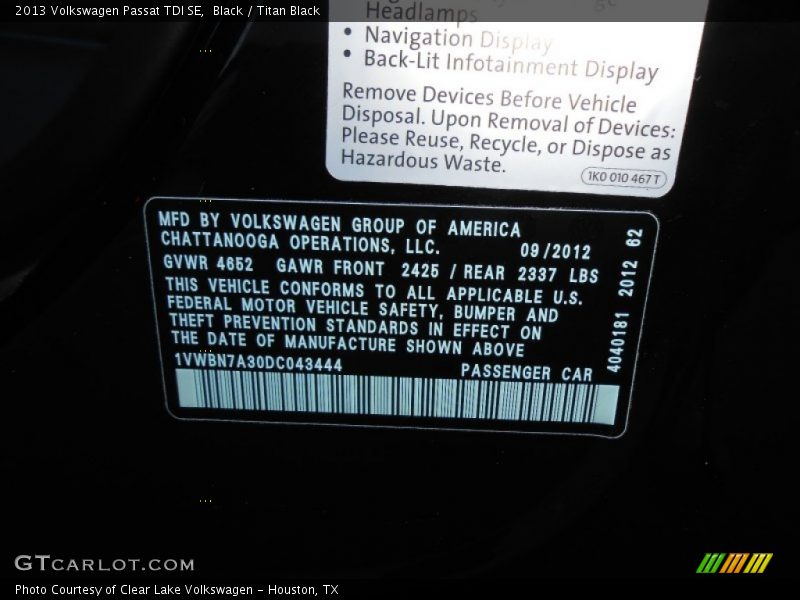 2013 Volkswagen Passat TDI SE,  Black / Titan Black
Headlamps
• Navigation Display
• Back-Lit Infotainment Display
Remove Devices Before Vehicle
Disposal. Upon Removal of Devices:
Please Reuse, Recycle, or Dispose as
Hazardous Waste.
1K0 010 467 T
MFD BY VOLKSWAGEN GROUP OF AMERICA
CHATTANOOGA OPERATIONS, LLC. 09/2012
GVWR 4652 GAWR FRONT 2425 / REAR 2337 LBS
THIS VEHICLE CONFORMS TO ALL APPLICABLE U.S.
FEDERAL MOTOR VEHICLE SAFETY, BUMPER AND
THEFT PREVENTION STANDARDS IN EFFECT ON
THE DATE OF MANUFACTURE SHOWN ABOVE
1VWBN7A30DC043444 PASSENGER CAR
4040181 2012 62
GTCARLOT.COM
Photo Courtesy of Clear Lake Volkswagen - Houston, TX